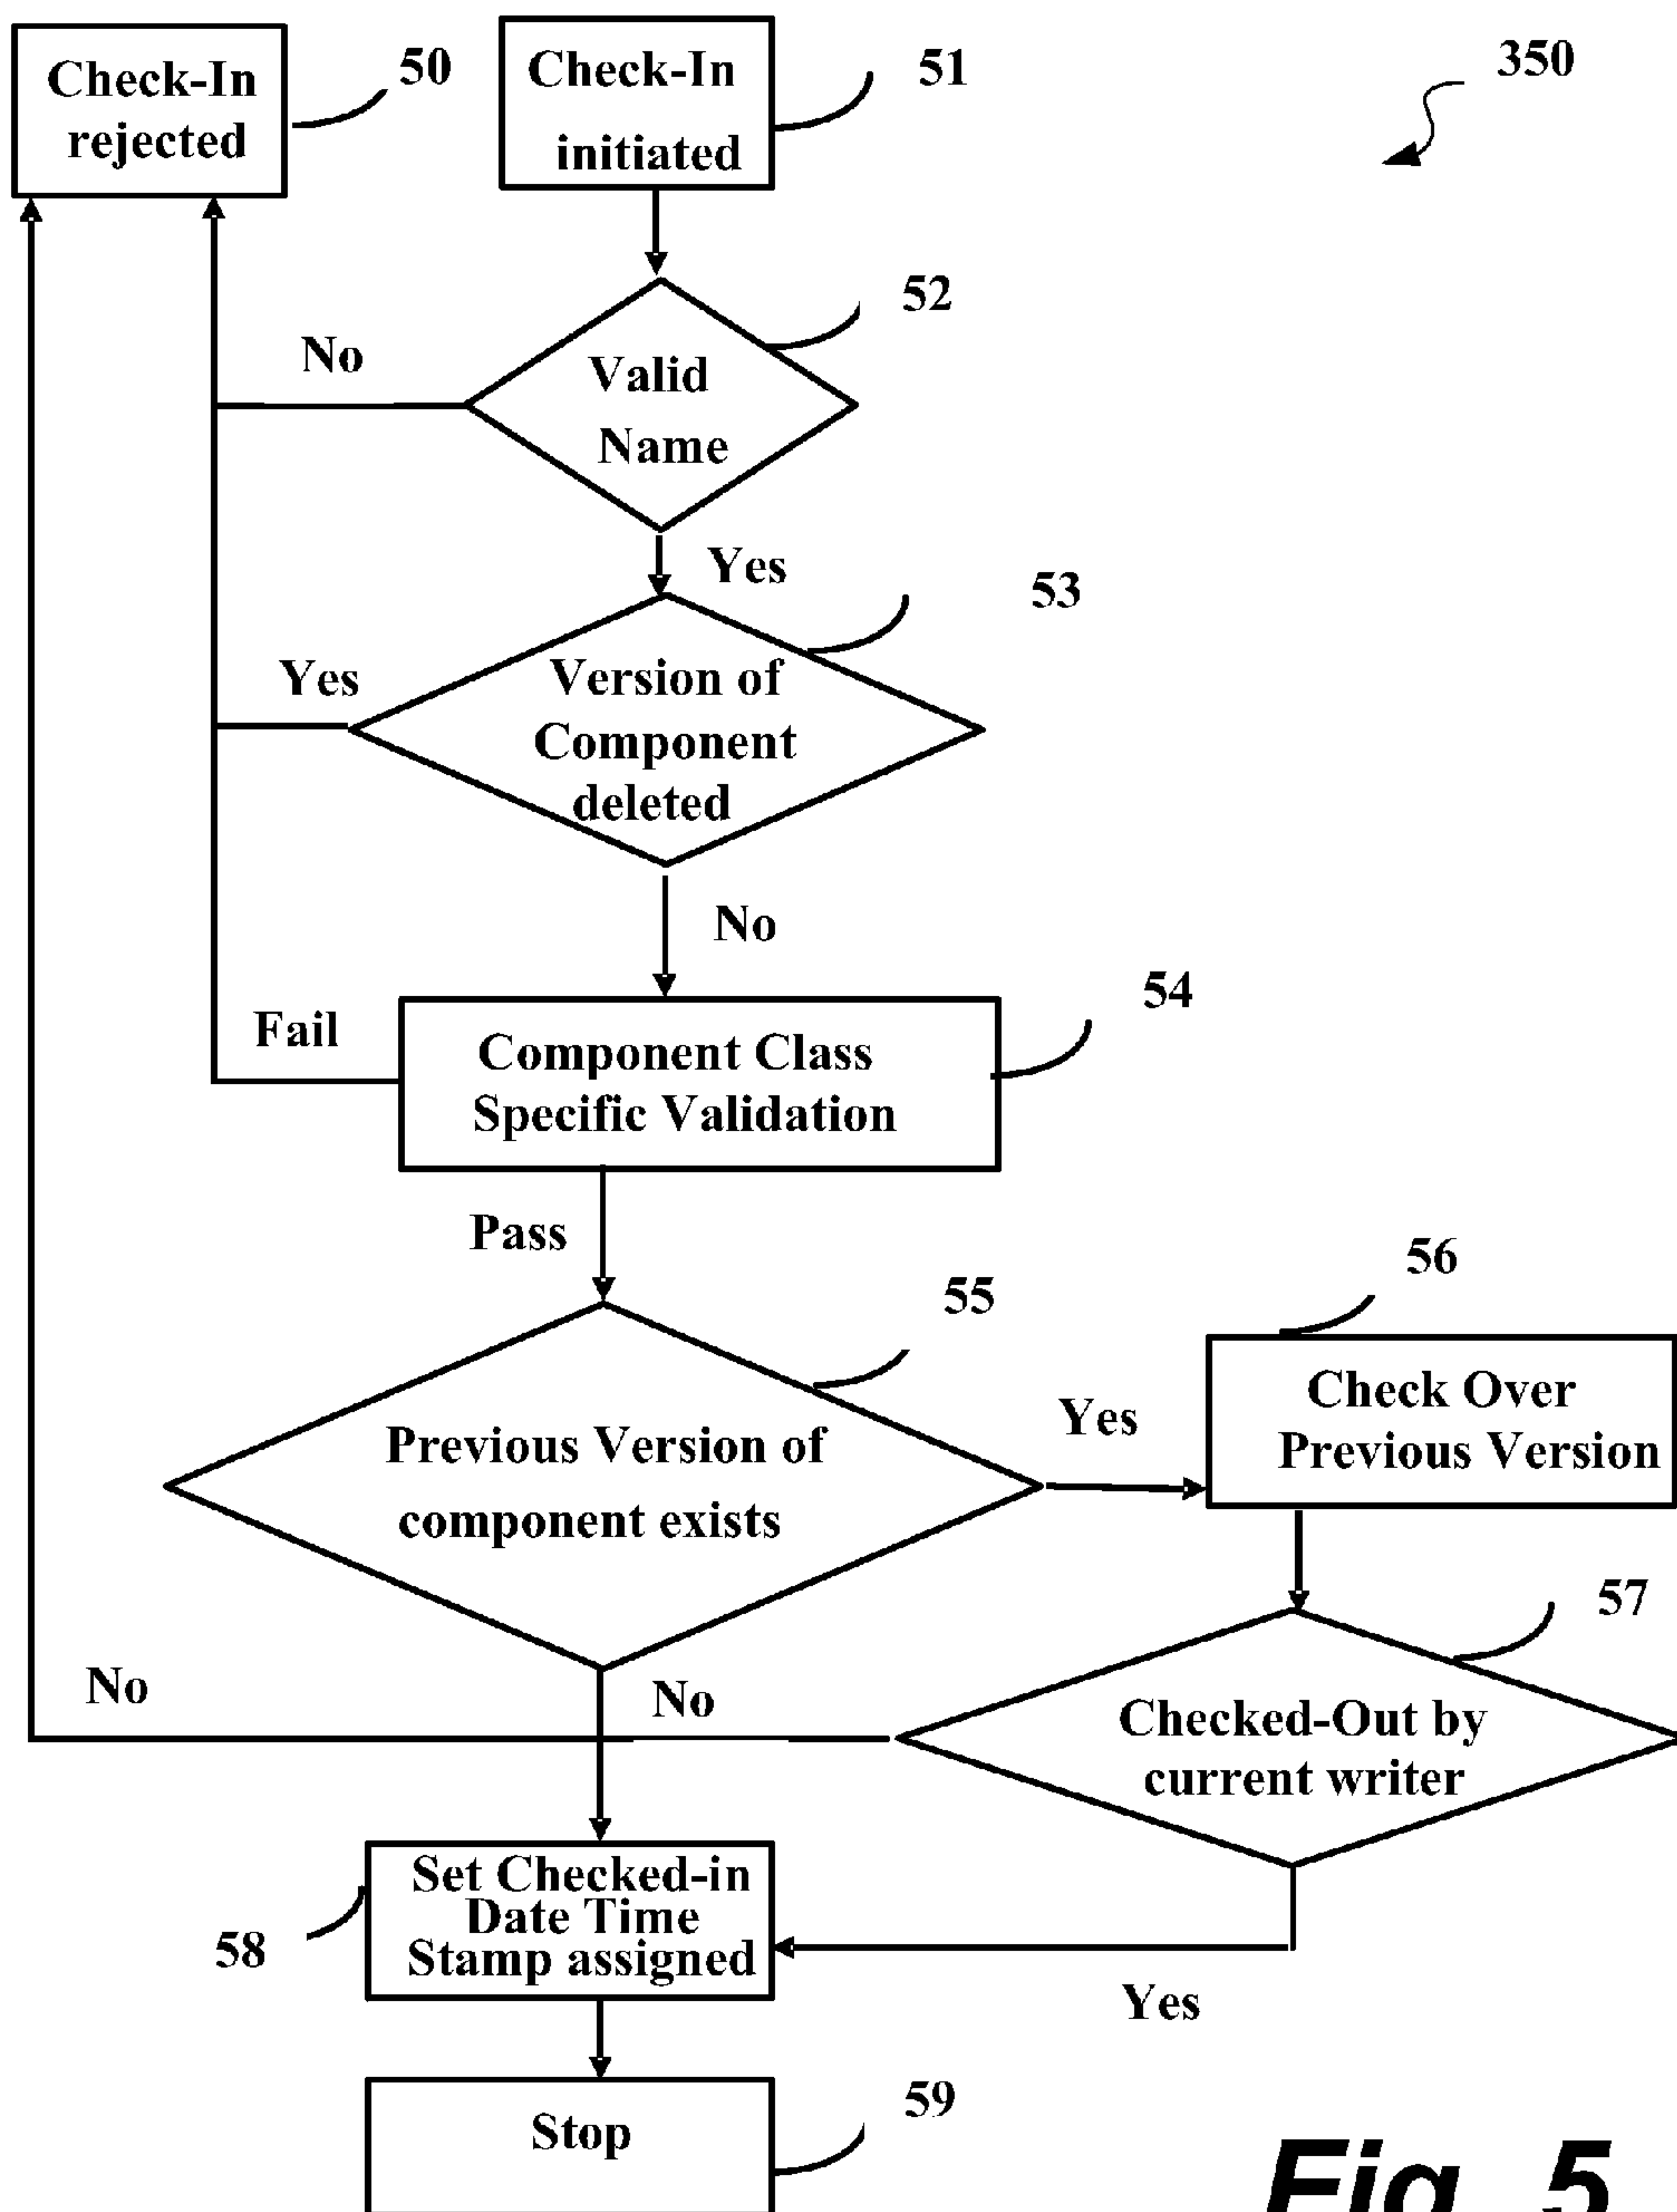 Check-In
rejected
50
Check-In
initiated
51
350
52
No
Valid
Name
Yes
53
Yes
Version of
Component
deleted
No
54
Fail
Component Class
Specific Validation
Pass
55
56
Yes
Check Over
Previous Version
Previous Version of
component exists
57
No
No
Checked-Out by
current writer
Set Checked-in
Date Time
Stamp assigned
58
Yes
Stop
59
Fig. 5